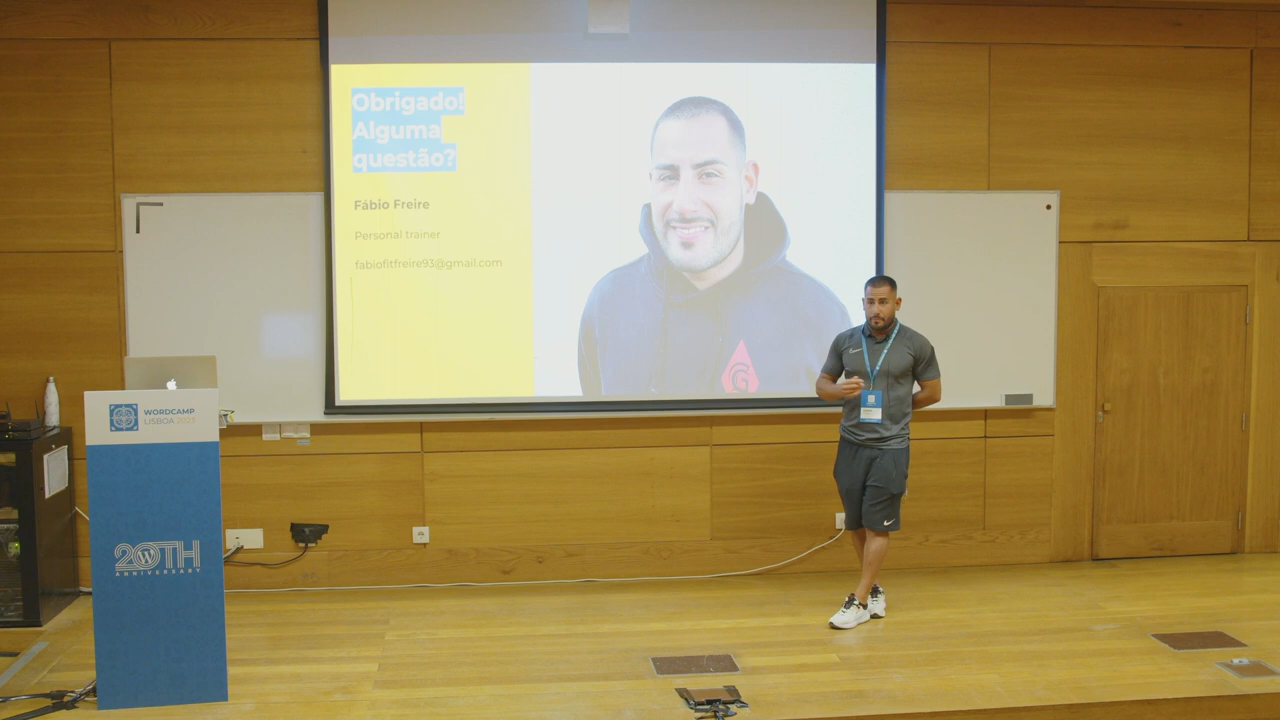 Obrigado!
Alguma
questão?
Fábio Freire
Personal trainer
fabiofitfreire93@gmail.com
WORDCAMP
LISBOA 2023
20TH
ANNIVERSARY